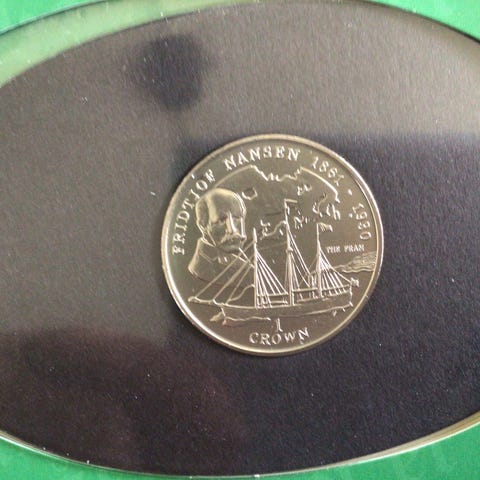 FRIDTJOF NANSEN 1861 - 1930
THE FRAM
1
CROWN